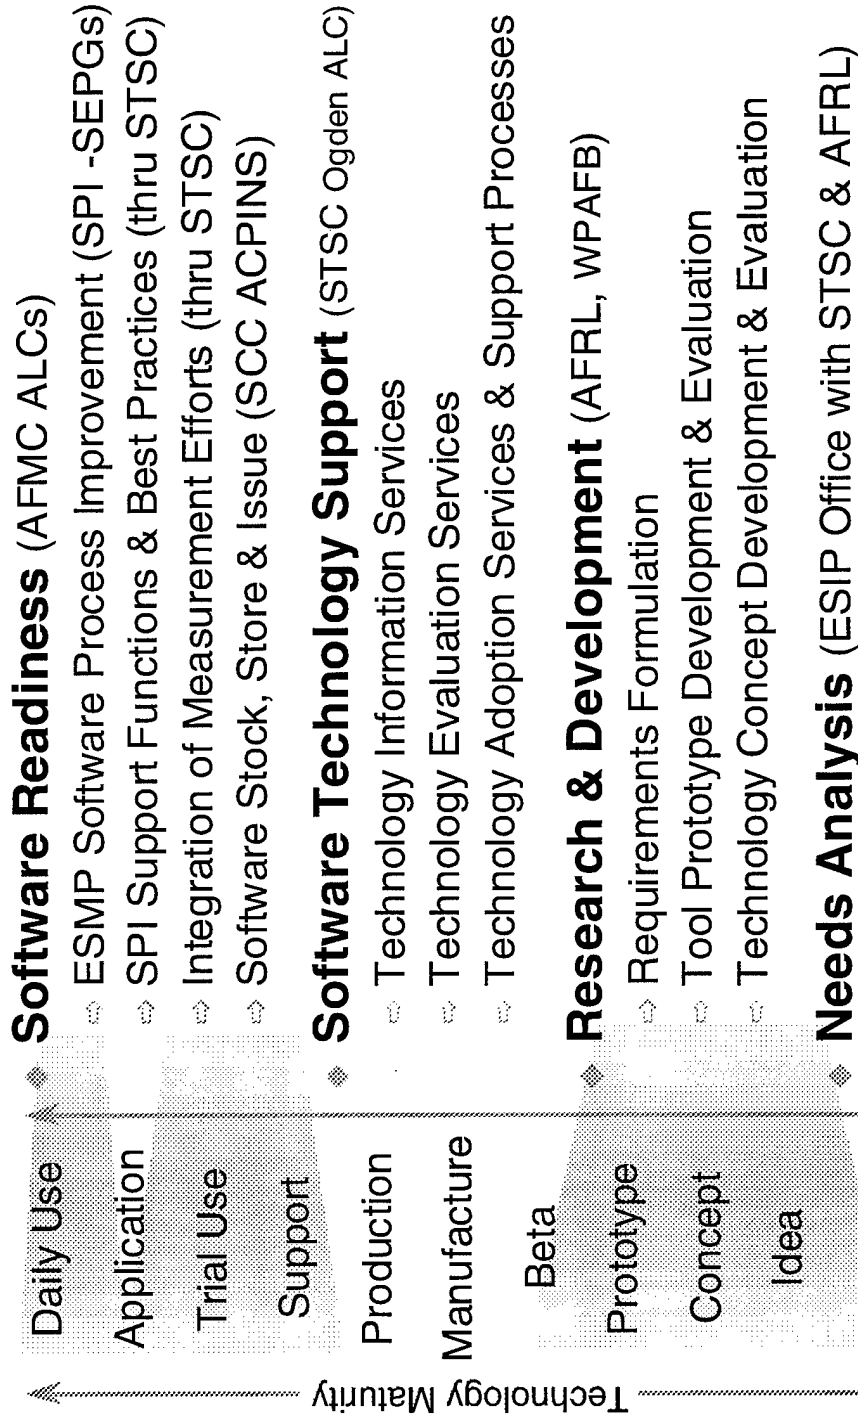 Technology Maturity
Daily Use
Application
Trial Use
Support
Production
Manufacture
Beta
Prototype
Concept
Idea
Software Readiness (AFMC ALCs)
⇨ ESMP Software Process Improvement (SPI -SEPGs)
⇨ SPI Support Functions & Best Practices (thru STSC)
⇨ Integration of Measurement Efforts (thru STSC)
⇨ Software Stock, Store & Issue (SCC ACPINS)
Software Technology Support (STSC Ogden ALC)
⇨ Technology Information Services
⇨ Technology Evaluation Services
⇨ Technology Adoption Services & Support Processes
Research & Development (AFRL, WPAFB)
⇨ Requirements Formulation
⇨ Tool Prototype Development & Evaluation
⇨ Technology Concept Development & Evaluation
Needs Analysis (ESIP Office with STSC & AFRL)